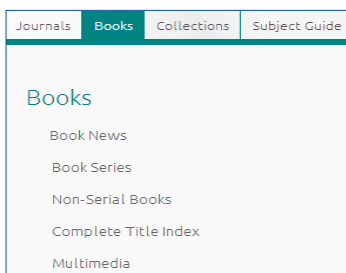 Journals Books Collections Subject Guide
Books
Book News
Book Series
Non-Serial Books
Complete Title Index
Multimedia